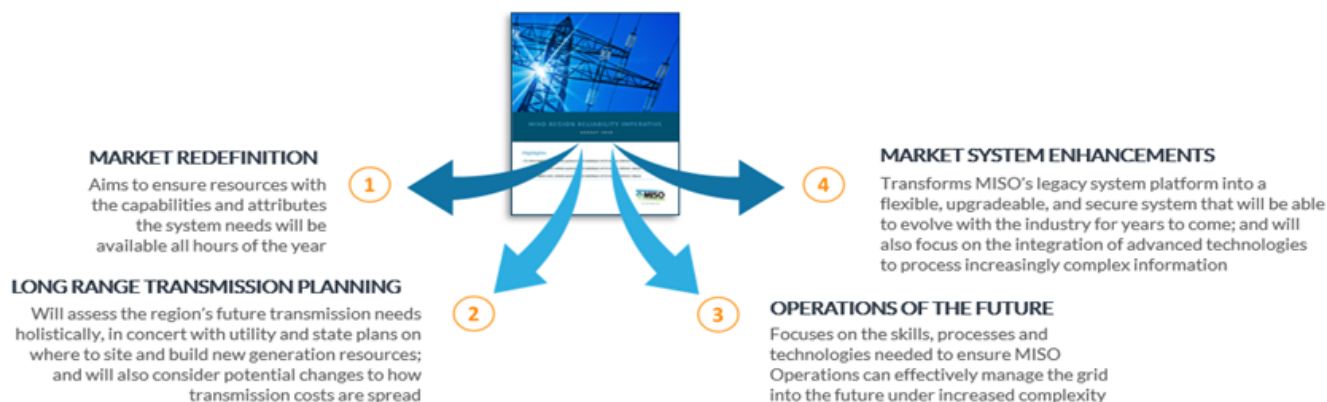 MISO REGION RELIABILITY IMPERATIVE
Highlights
MISO
MARKET REDEFINITION
Aims to ensure resources with
the capabilities and attributes
the system needs will be
available all hours of the year
1
LONG RANGE TRANSMISSION PLANNING
Will assess the region's future transmission needs
holistically, in concert with utility and state plans on
where to site and build new generation resources;
and will also consider potential changes to how
transmission costs are spread
2
3
OPERATIONS OF THE FUTURE
Focuses on the skills, processes and
technologies needed to ensure MISO
Operations can effectively manage the grid
into the future under increased complexity
4
MARKET SYSTEM ENHANCEMENTS
Transforms MISO's legacy system platform into a
flexible, upgradeable, and secure system that will be able
to evolve with the industry for years to come; and will
also focus on the integration of advanced technologies
to process increasingly complex information